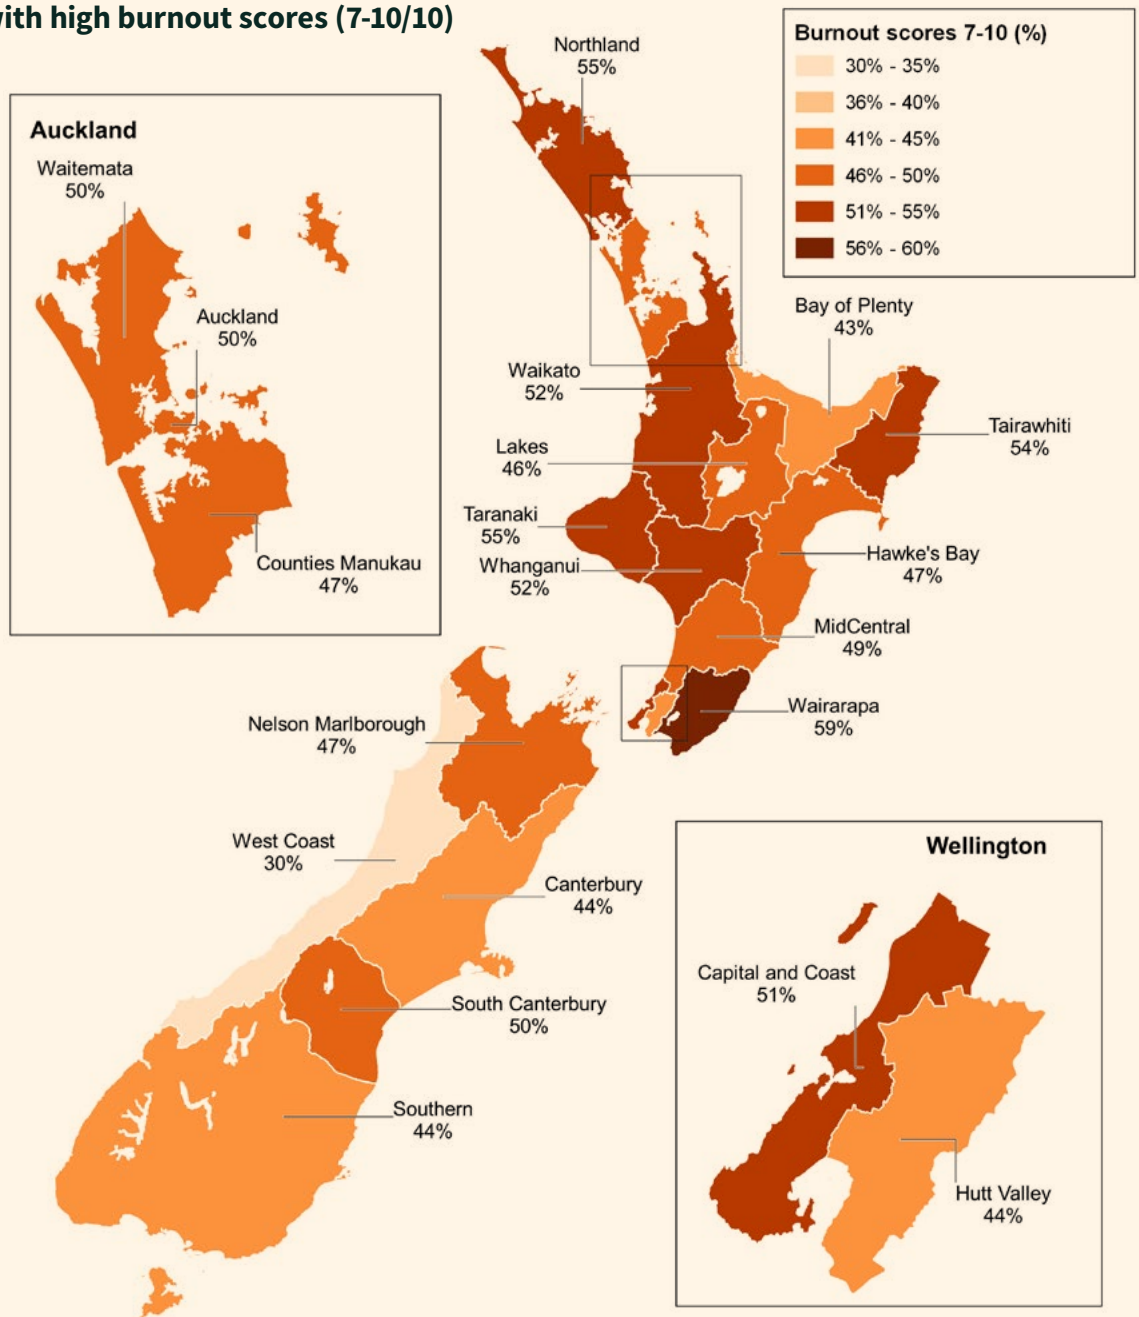 with high burnout scores (7-10/10)
Burnout scores 7-10 (%)
30% - 35%
36% - 40%
41% - 45%
46% - 50%
51% - 55%
56% - 60%
Northland
55%
Auckland
Waitemata
50%
Auckland
50%
Counties Manukau
47%
Bay of Plenty
43%
Waikato
52%
Tairawhiti
54%
Lakes
46%
Taranaki
55%
Whanganui
52%
Hawke's Bay
47%
MidCentral
49%
Wairarapa
59%
Nelson Marlborough
47%
West Coast
30%
Canterbury
44%
South Canterbury
50%
Southern
44%
Wellington
Capital and Coast
51%
Hutt Valley
44%